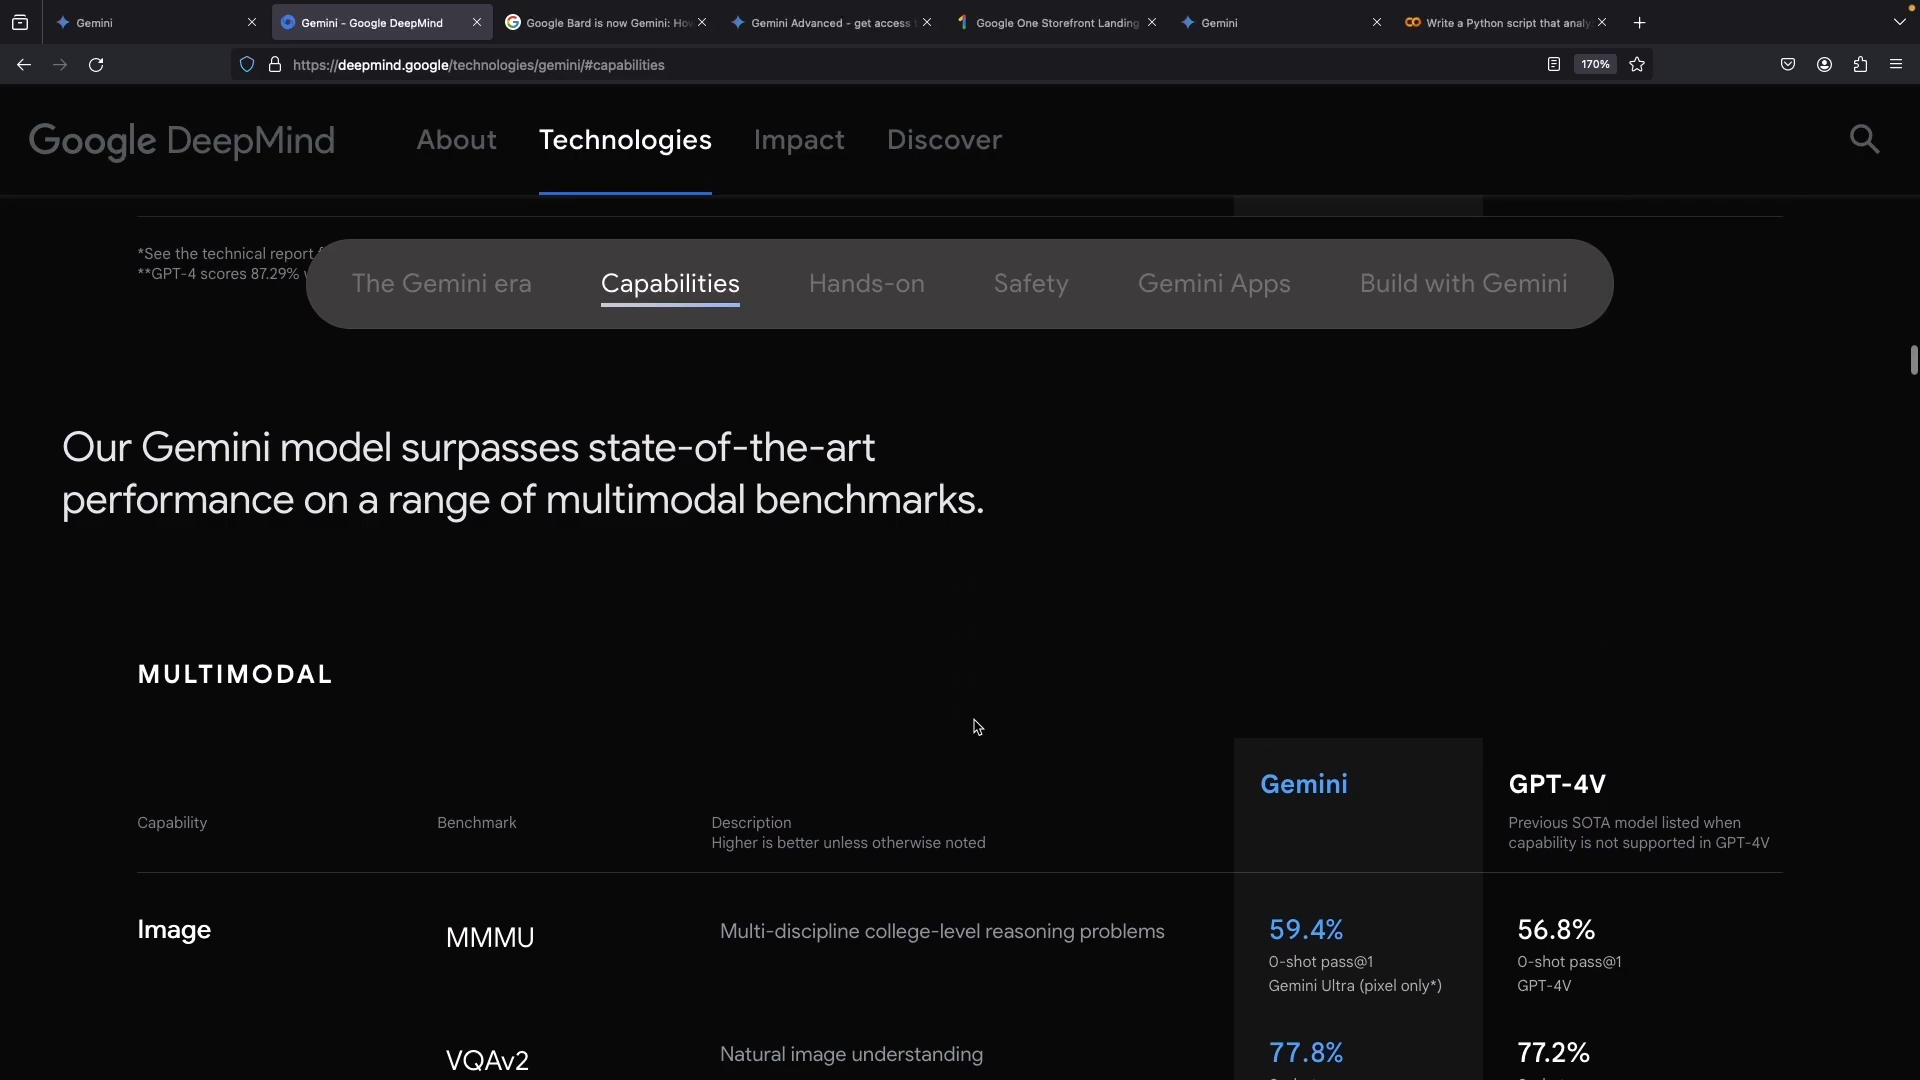 Gemini
Gemini - Google DeepMind
Google Bard is now Gemini: How
Gemini Advanced - get access
Google One Storefront Landing
Gemini
Write a Python script that analy
https://deepmind.google/technologies/gemini/#capabilities
170%
Google DeepMind
About
Technologies
Impact
Discover
*See the technical report
**GPT-4 scores 87.29%
The Gemini era
Capabilities
Hands-on
Safety
Gemini Apps
Build with Gemini
Our Gemini model surpasses state-of-the-art
performance on a range of multimodal benchmarks.
MULTIMODAL
Gemini
GPT-4V
Capability
Benchmark
Description
Higher is better unless otherwise noted
Previous SOTA model listed when
capability is not supported in GPT-4V
Image
MMMU
Multi-discipline college-level reasoning problems
59.4%
0-shot pass@1
Gemini Ultra (pixel only*)
56.8%
0-shot pass@1
GPT-4V
VQAv2
Natural image understanding
77.8%
77.2%